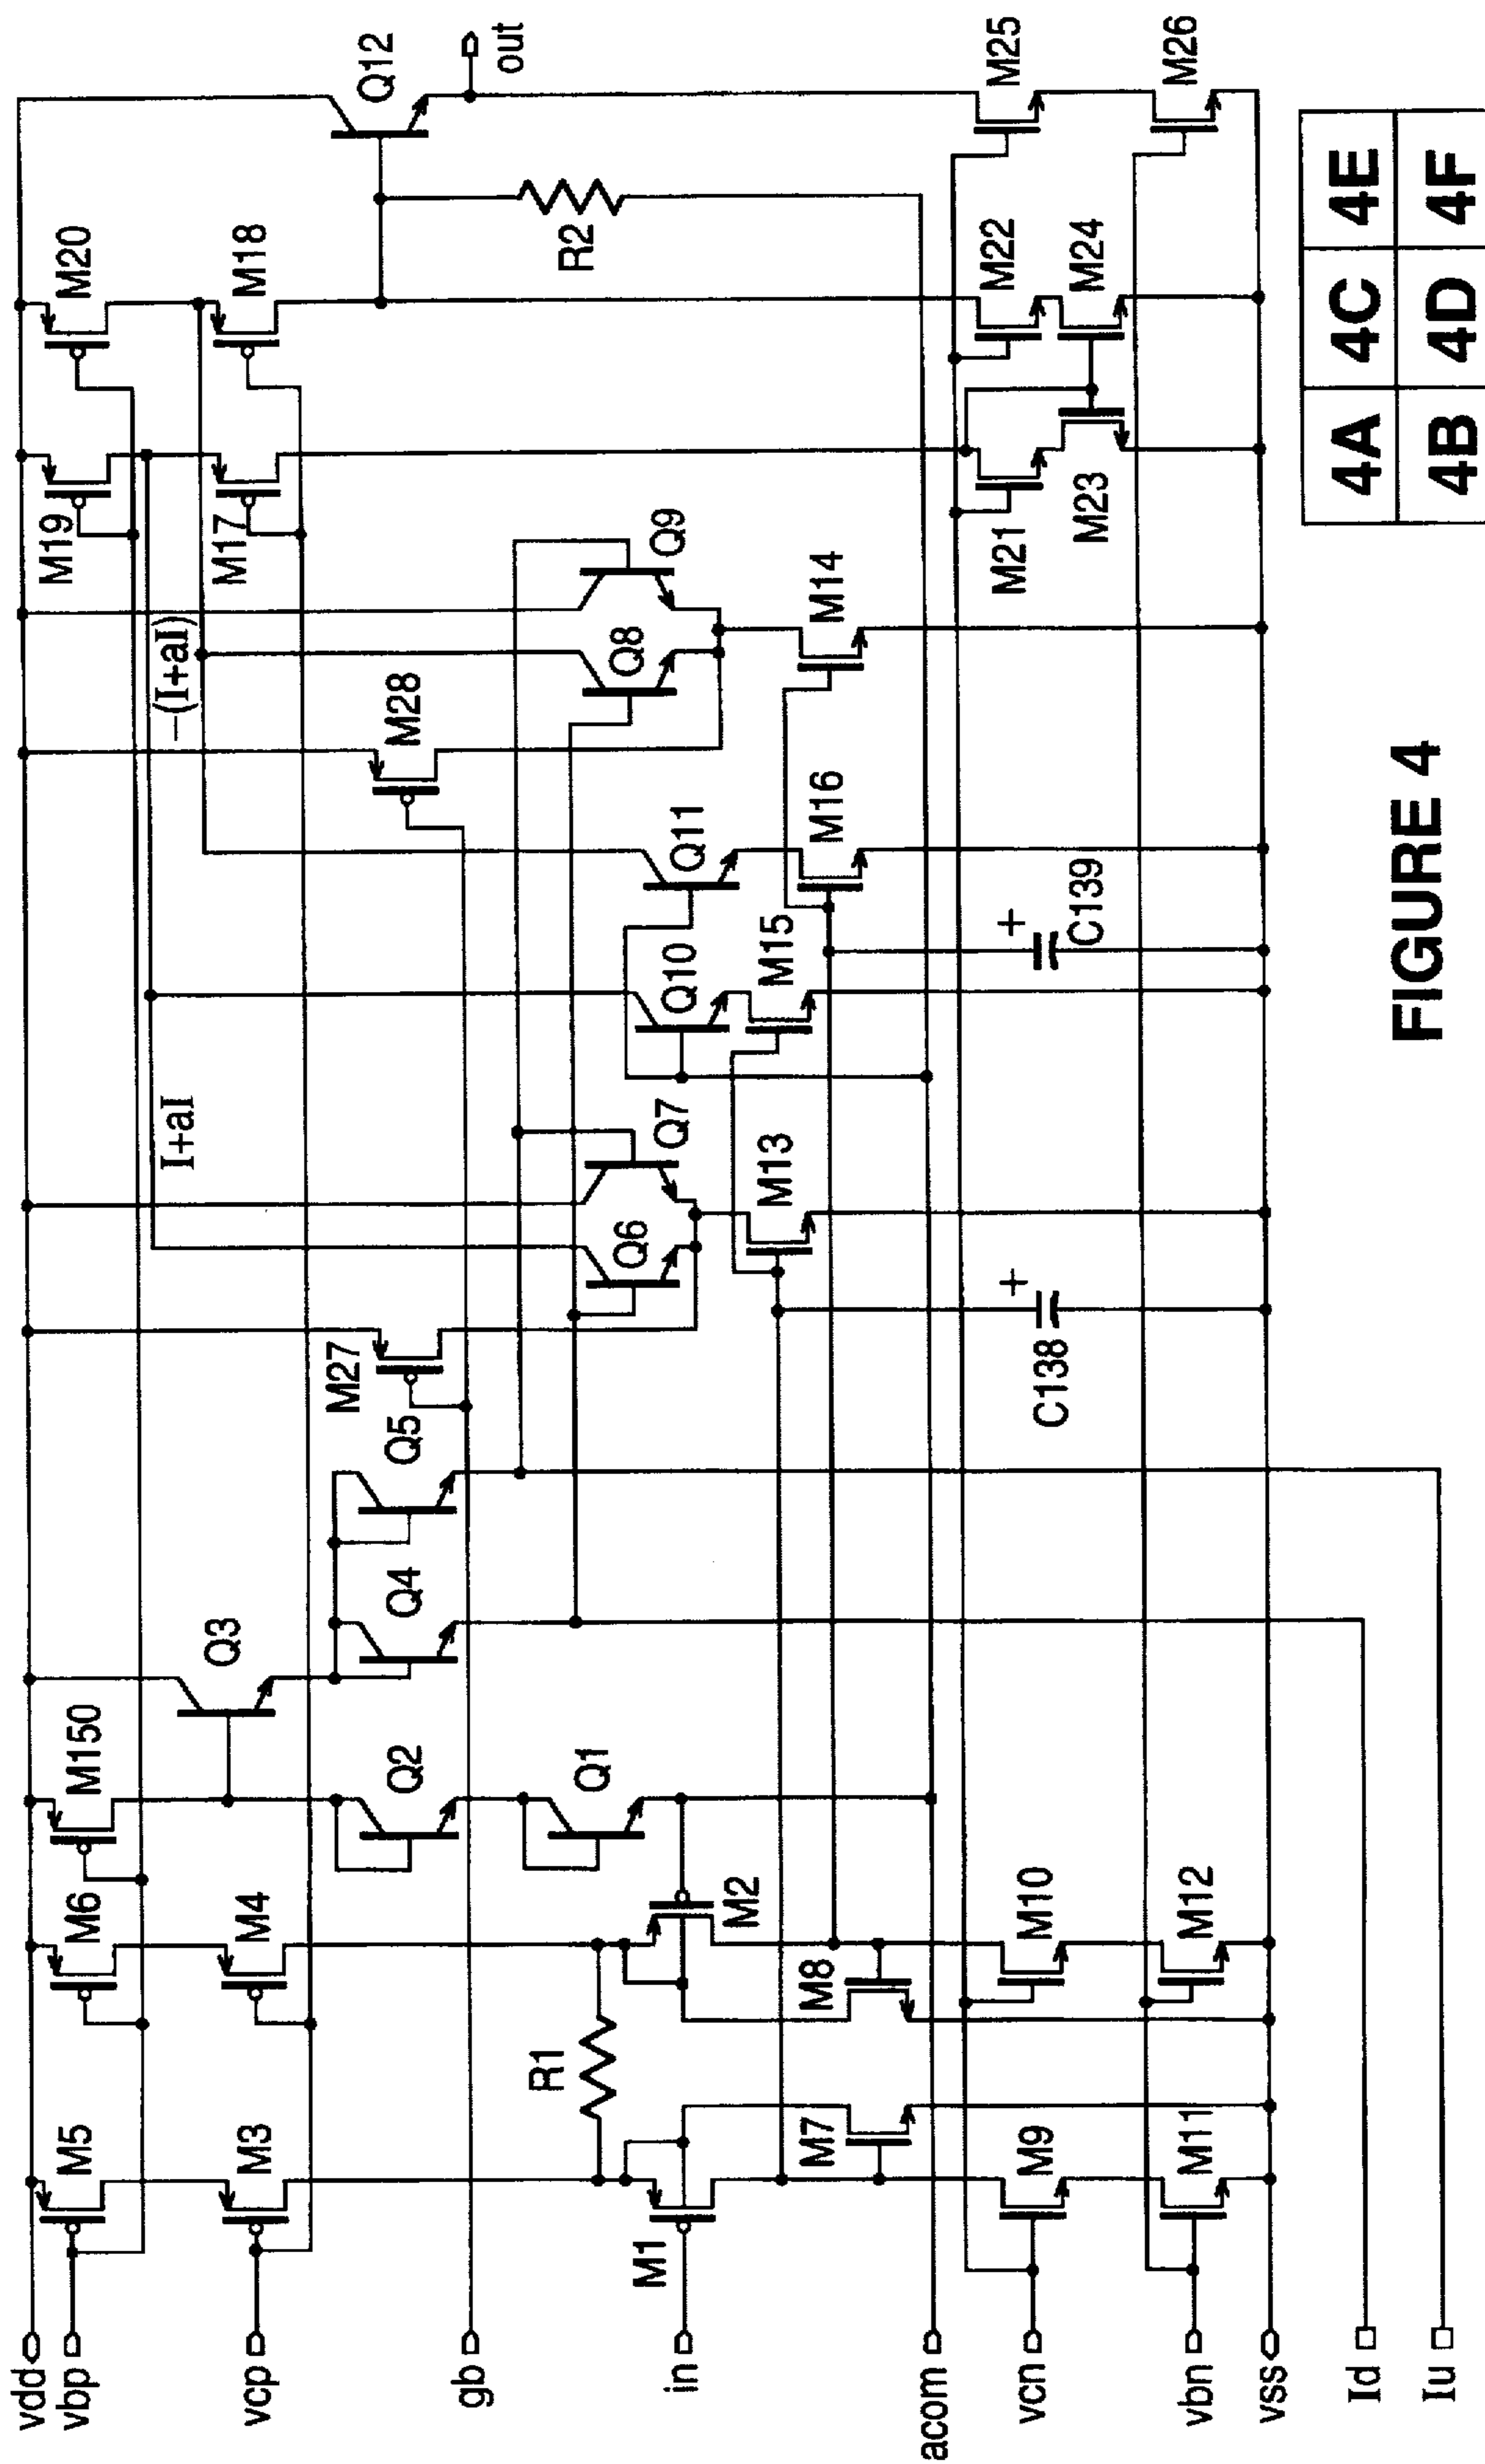 vdd
vbp
vcp
gb
in
acom
vcn
vbn
vss
Id
Iu
M5
M3
M1
R1
M7
M9
M11
M6
M4
M2
M8
M10
M12
M150
Q2
Q1
Q3
Q4
Q5
M27
Q6
Q7
M13
C138
+
I+aI
Q10
Q11
M15
M16
C139
+
M28
–(I+aI)
Q8
Q9
M14
M19
M17
M21
M23
M20
M18
M22
M24
R2
Q12
out
M25
M26
4A 4C 4E
4B 4D 4F
FIGURE 4